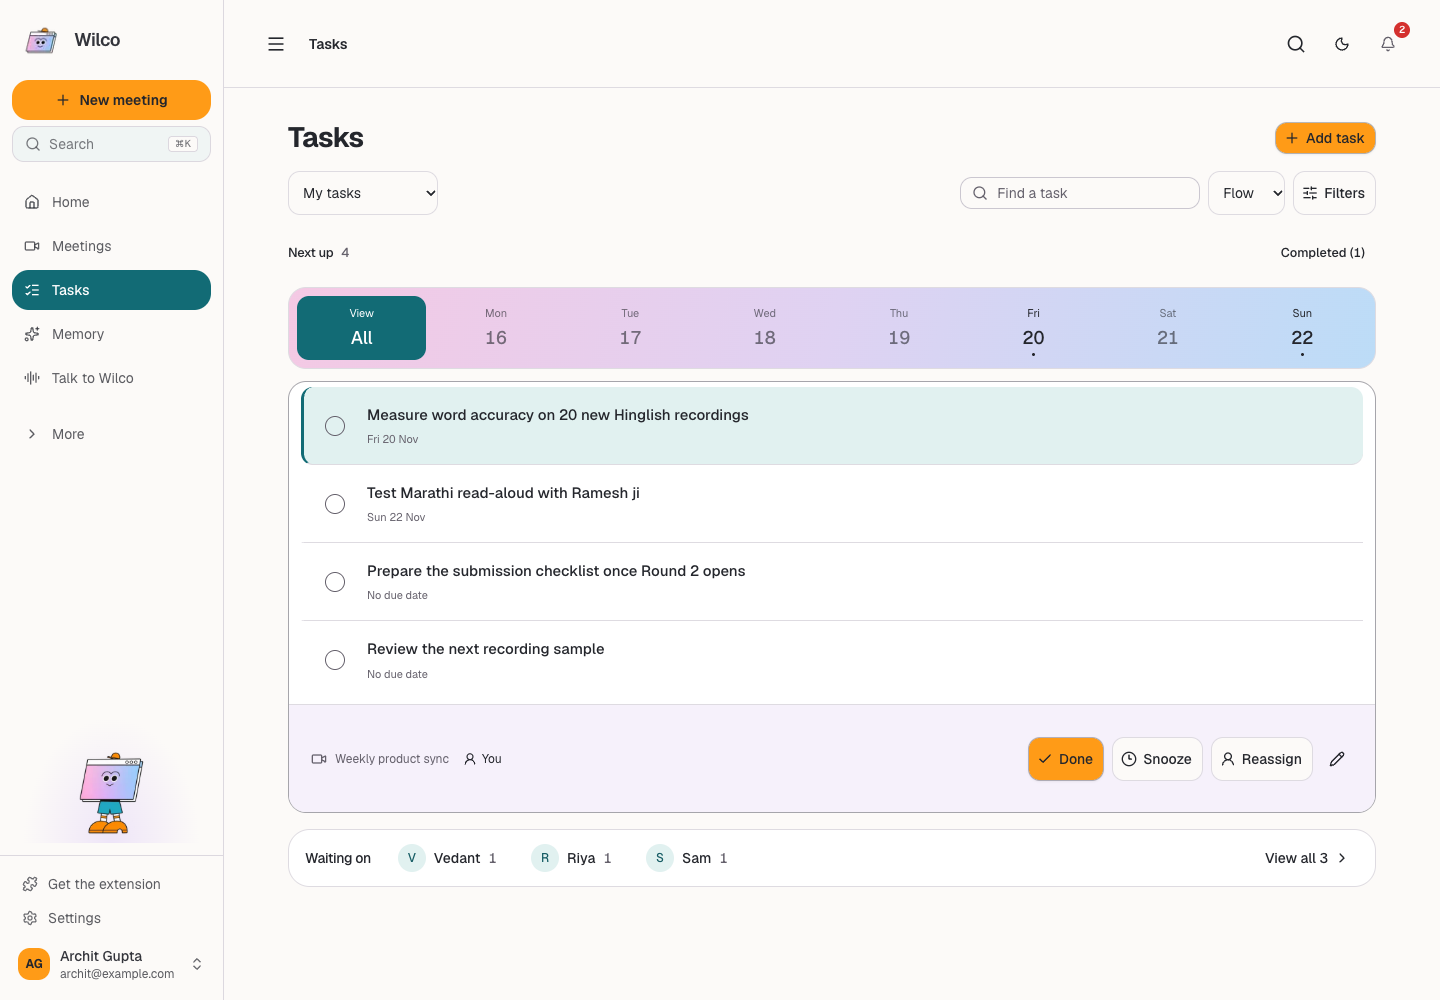 Wilco
New meeting
Search
⌘K
Home
Meetings
Tasks
Memory
Talk to Wilco
More
Get the extension
Settings
AG
Archit Gupta
archit@example.com
Tasks
2
Tasks
Add task
My tasks
Find a task
Flow
Filters
Next up 4
Completed (1)
View
All
Mon
16
Tue
17
Wed
18
Thu
19
Fri
20
Sat
21
Sun
22
Measure word accuracy on 20 new Hinglish recordings
Fri 20 Nov
Test Marathi read-aloud with Ramesh ji
Sun 22 Nov
Prepare the submission checklist once Round 2 opens
No due date
Review the next recording sample
No due date
Weekly product sync
You
Done
Snooze
Reassign
Waiting on
V Vedant 1
R Riya 1
S Sam 1
View all 3